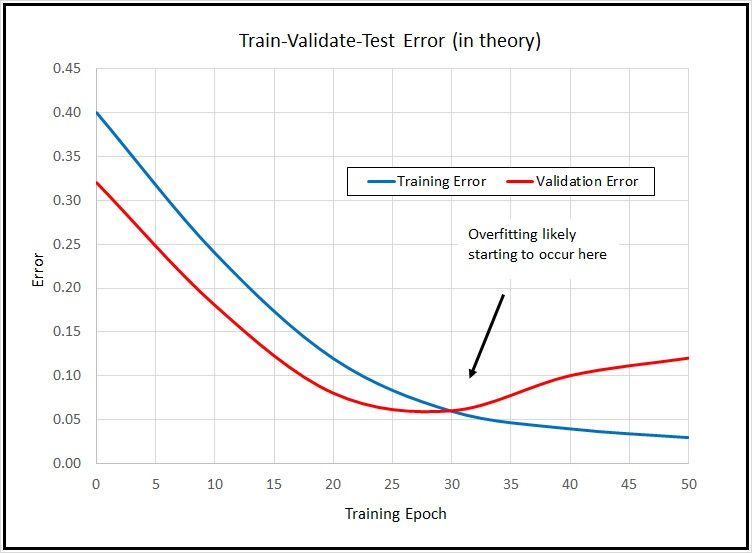 Train-Validate-Test Error (in theory)
0.45
0.40
0.35
0.30
0.25
0.20
0.15
0.10
0.05
0.00
Error
Training Error
Validation Error
Overfitting likely
starting to occur here
0 5 10 15 20 25 30 35 40 45 50
Training Epoch